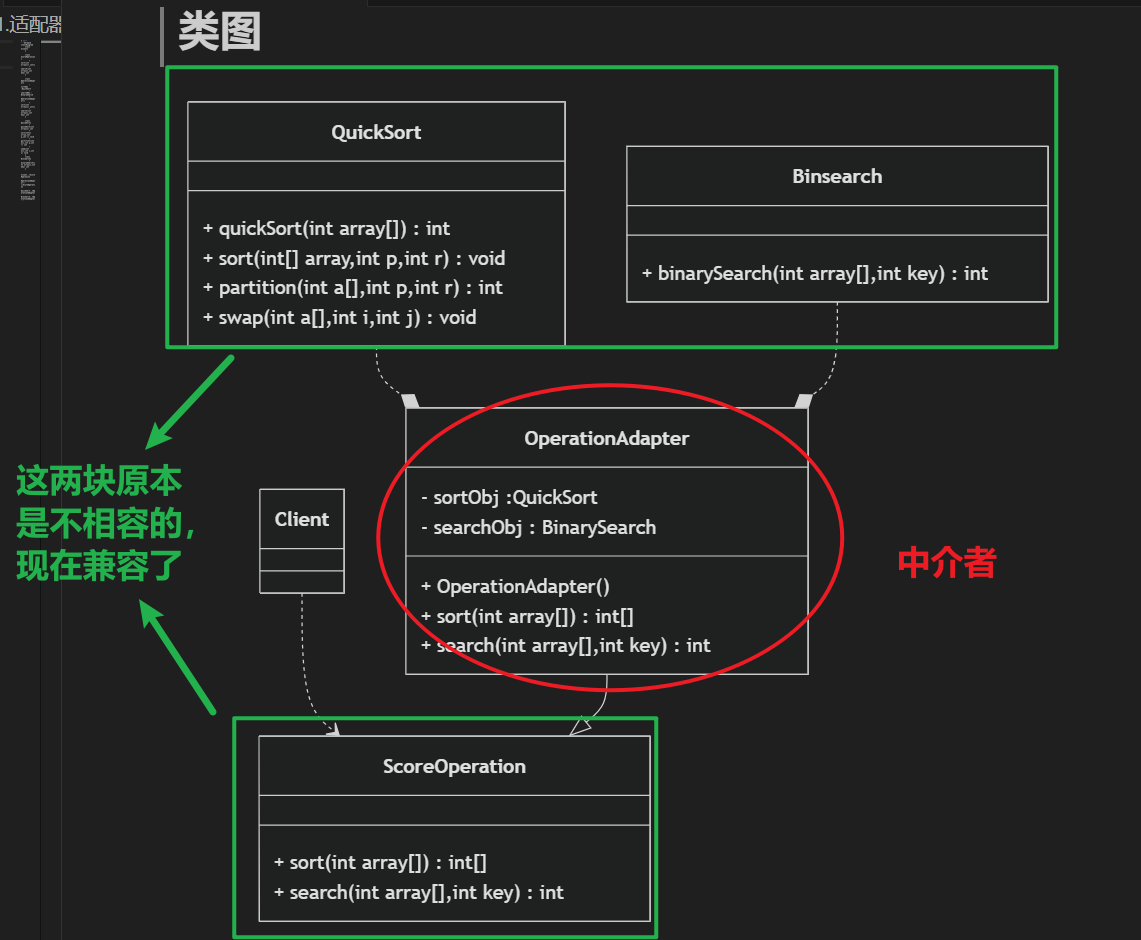 1.适配器
类图
QuickSort
+ quickSort(int array[]) : int
+ sort(int[] array,int p,int r) : void
+ partition(int a[],int p,int r) : int
+ swap(int a[],int i,int j) : void
Binsearch
+ binarySearch(int array[],int key) : int
这两块原本
是不相容的，
现在兼容了
Client
OperationAdapter
- sortObj :QuickSort
- searchObj : BinarySearch
+ OperationAdapter()
+ sort(int array[]) : int[]
+ search(int array[],int key) : int
中介者
ScoreOperation
+ sort(int array[]) : int[]
+ search(int array[],int key) : int